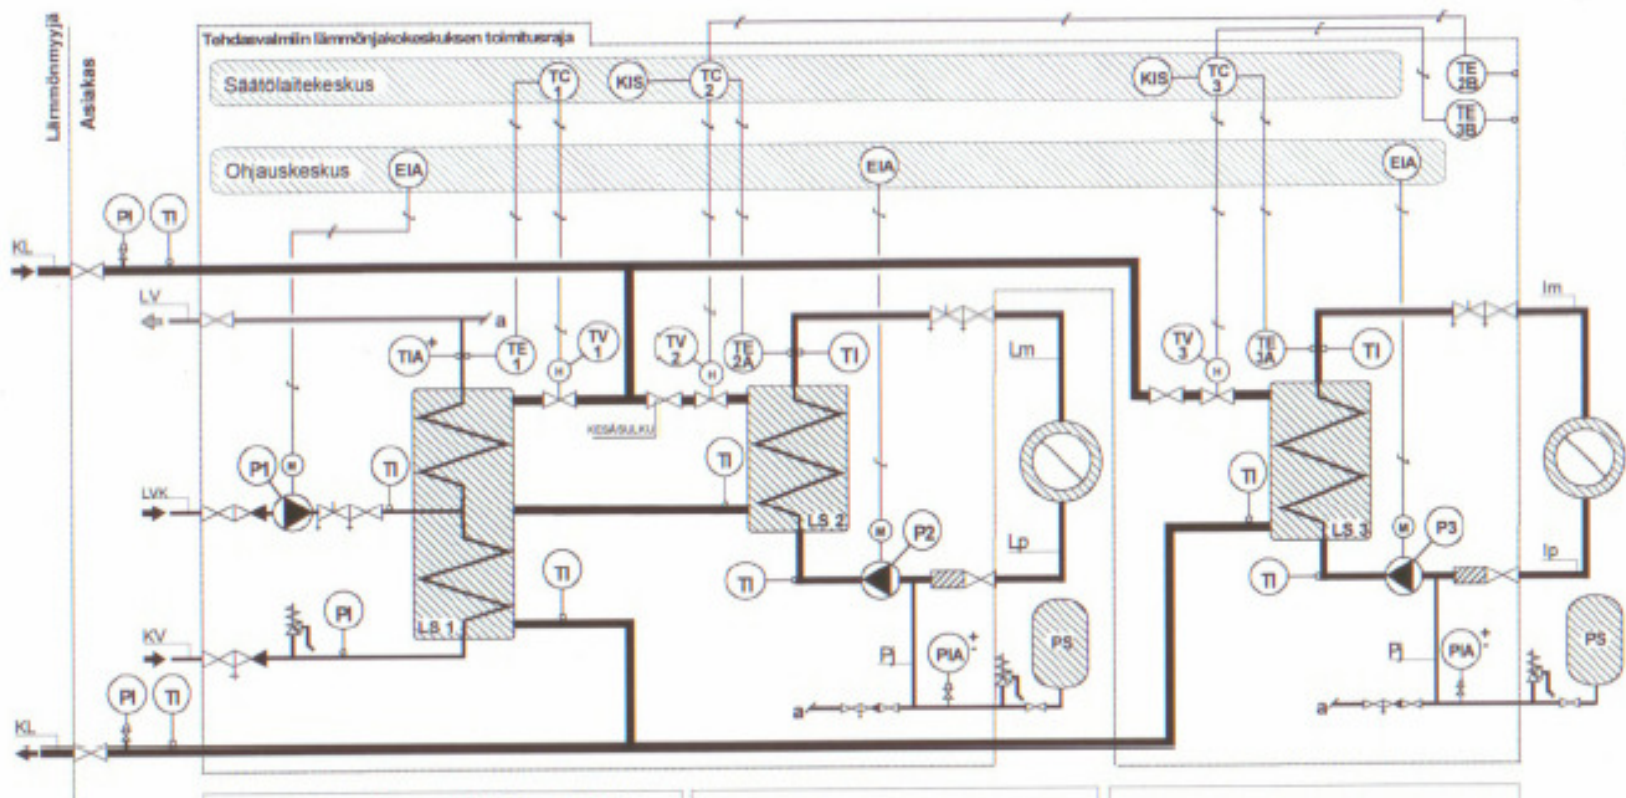 Lämmönmyyjä
Asiakas
Tehdasvalmiin lämmönjakokeskuksen toimitusraja
Säätölaitekeskus
TC 1
KIS
TC 2
KIS
TC 3
TE 2B
TE 3B
Ohjauskeskus
EIA
EIA
EIA
PI
TI
KL
LV
a
TIA
+
TE 1
TV 1
TV 2
TE 2A
TI
Lm
TV 3
TE 3A
TI
Im
H
H
H
KESÄSULKU
P1
M
TI
TI
TI
LVK
LS 1.
LS 2
LS 3
M
P2
M
P3
Lp
Ip
TI
TI
TI
KV
PI
Pj
PIA
+
-
PS
Pj
PIA
+
-
PS
a
a
PI
TI
KL